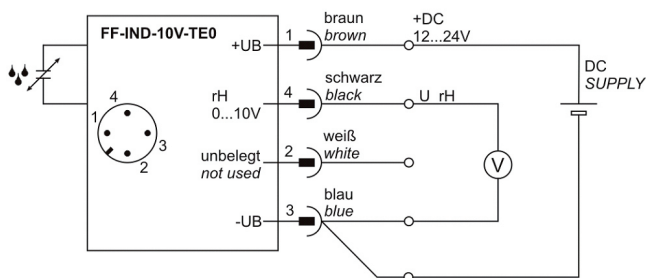 FF-IND-10V-TE0
+UB
1
braun
brown
+DC
12...24V
DC
SUPPLY
rH
0...10V
4
schwarz
black
U rH
4
1
3
2
unbelegt
not used
2
weiß
white
V
-UB
3
blau
blue